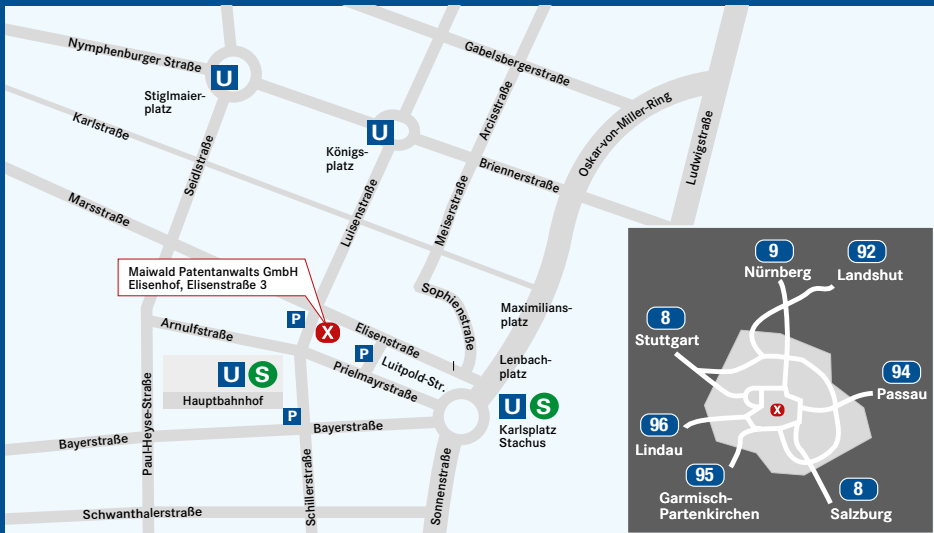 Nymphenburger Straße
U
Stiglmaier-
platz
Karlstraße
Seidlstraße
Marsstraße
U
Königs-
platz
Luisenstraße
Gabelsbergerstraße
Arcisstraße
Meiserstraße
Briennerstraße
Oskar-von-Miller-Ring
Ludwigstraße
Maiwald Patentanwalts GmbH
Elisenhof, Elisenstraße 3
Arnulfstraße
P
X
P
Elisenstraße
Luitpold-Str.
Prielmayrstraße
Sophienstraße
Maximilians-
platz
Lenbach-
platz
U S
Karlsplatz
Stachus
U S
Hauptbahnhof
P
Bayerstraße
Bayerstraße
Paul-Heyse-Straße
Schillerstraße
Schwanthalerstraße
Sonnenstraße
9
Nürnberg
92
Landshut
8
Stuttgart
94
Passau
X
96
Lindau
95
Garmisch-
Partenkirchen
8
Salzburg